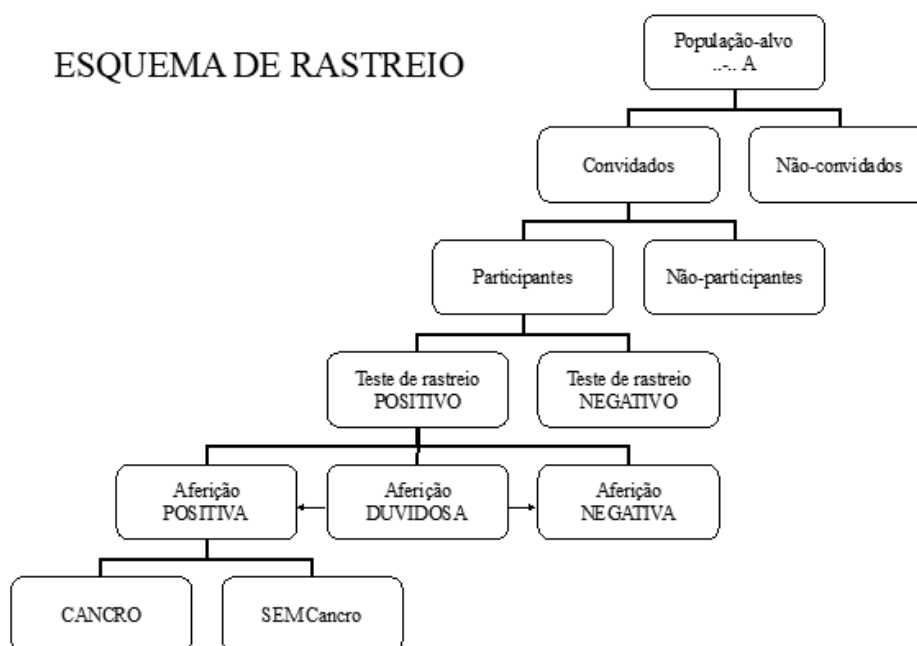 ESQUEMA DE RASTREIO
População-alvo
..-.. A
Convidados
Não-convidados
Participantes
Não-participantes
Teste de rastreio
POSITIVO
Teste de rastreio
NEGATIVO
Aferição
POSITIVA
Aferição
DUVIDOSA
Aferição
NEGATIVA
CANCRO
SEM Cancro